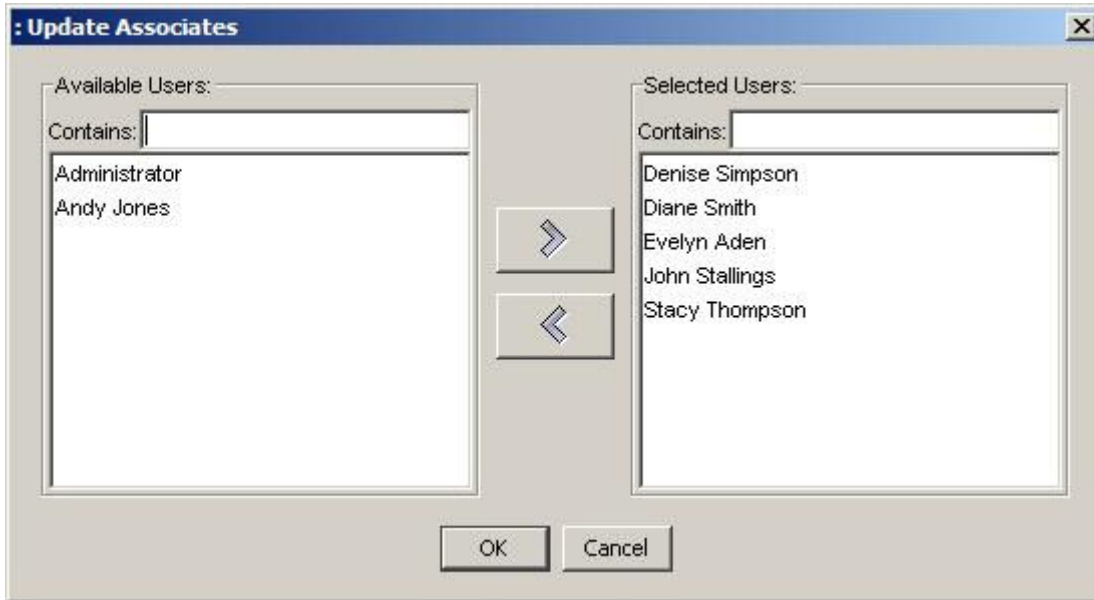 : Update Associates
Available Users:
Contains:
Administrator
Andy Jones
Selected Users:
Contains:
Denise Simpson
Diane Smith
Evelyn Aden
John Stallings
Stacy Thompson
OK
Cancel